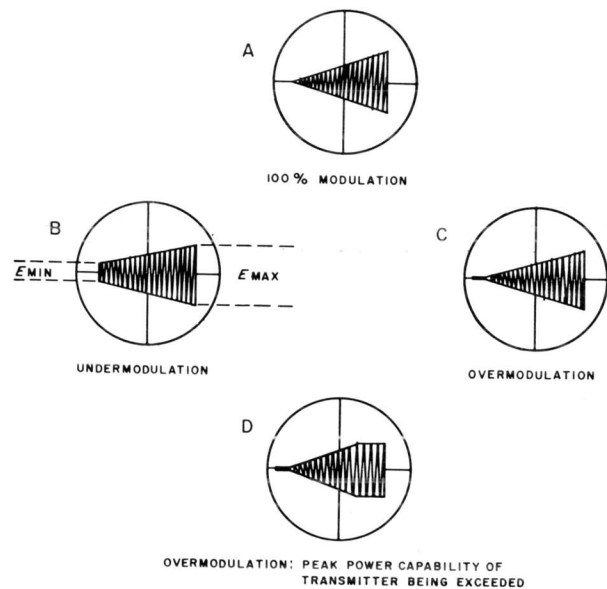 A
100% MODULATION
B
EMIN
EMAX
UNDERMODULATION
C
OVERMODULATION
D
OVERMODULATION: PEAK POWER CAPABILITY OF
TRANSMITTER BEING EXCEEDED